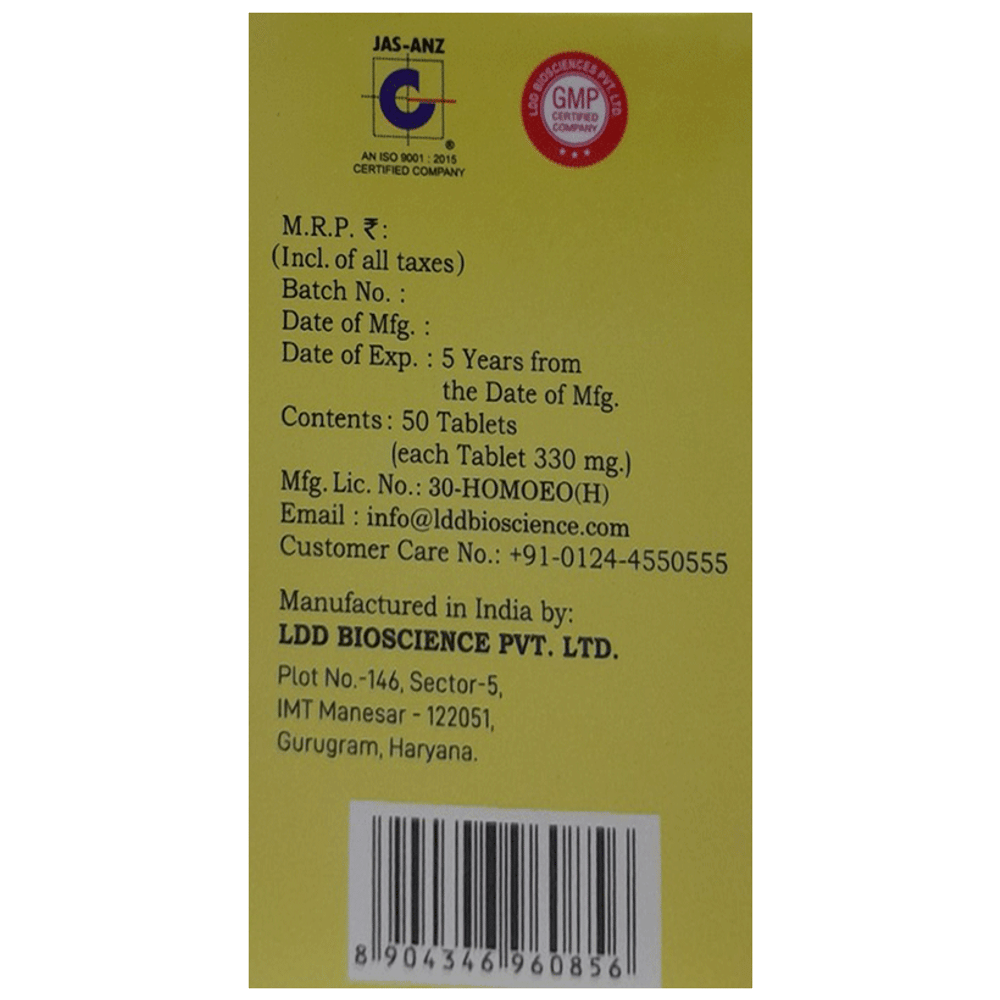 JAS-ANZ
®
AN ISO 9001 : 2015
CERTIFIED COMPANY
LDD BIOSCIENCES PVT. LTD.
GMP
CERTIFIED
COMPANY
M.R.P. ₹:
(Incl. of all taxes)
Batch No. :
Date of Mfg. :
Date of Exp. : 5 Years from
the Date of Mfg.
Contents : 50 Tablets
(each Tablet 330 mg.)
Mfg. Lic. No.: 30-HOMOEO(H)
Email : info@lddbioscience.com
Customer Care No.: +91-0124-4550555
Manufactured in India by:
LDD BIOSCIENCE PVT. LTD.
Plot No.-146, Sector-5,
IMT Manesar - 122051,
Gurugram, Haryana.
8 904346 960856